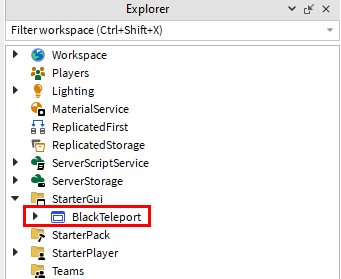 Explorer
Filter workspace (Ctrl+Shift+X)
Workspace
Players
Lighting
MaterialService
ReplicatedFirst
ReplicatedStorage
ServerScriptService
ServerStorage
StarterGui
BlackTeleport
StarterPack
StarterPlayer
Teams